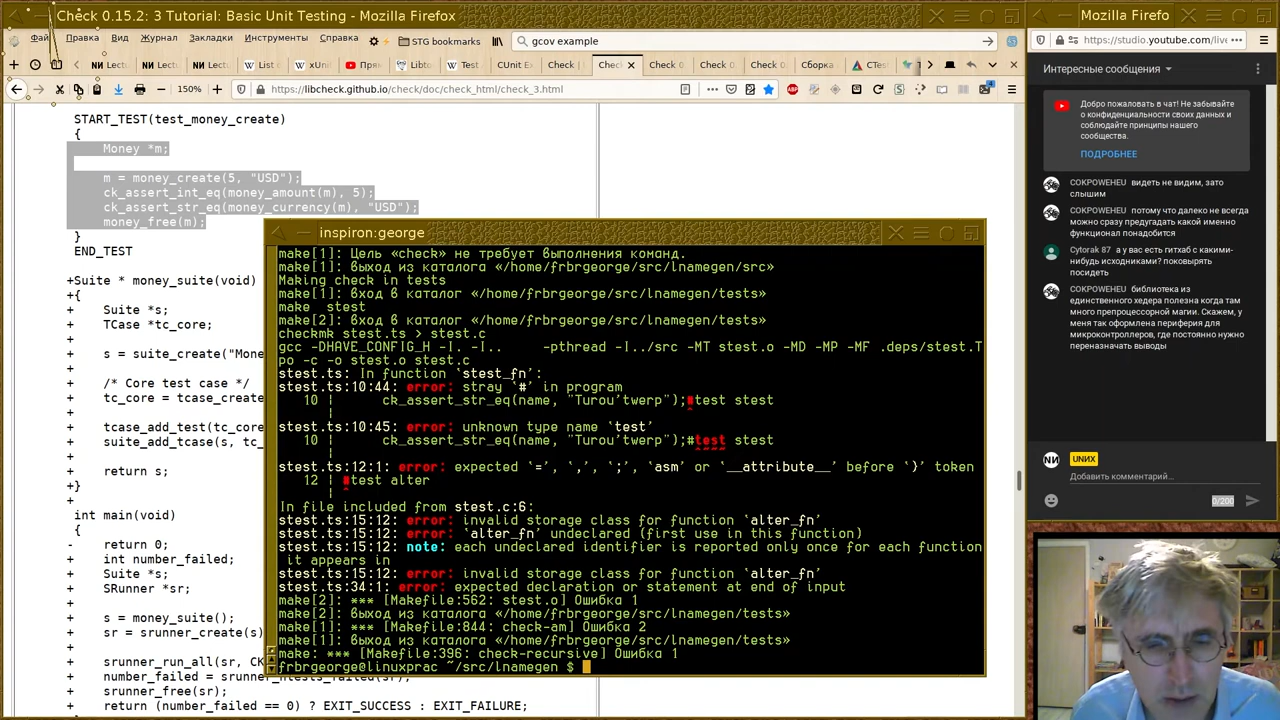 Check 0.15.2: 3 Tutorial: Basic Unit Testing - Mozilla Firefox
Файл Правка Вид Журнал Закладки Инструменты Справка STG bookmarks gcov example
150% https://libcheck.github.io/check/doc/check_html/check_3.html
START_TEST(test_money_create)
{
Money *m;
m = money_create(5, "USD");
ck_assert_int_eq(money_amount(m), 5);
ck_assert_str_eq(money_currency(m), "USD");
money_free(m);
}
END_TEST
+Suite * money_suite(void)
+{
+ Suite *s;
+ TCase *tc_core;
+
+ s = suite_create("Mone
+
+ /* Core test case */
+ tc_core = tcase_create
+
+ tcase_add_test(tc_core
+ suite_add_tcase(s, tc
+
+ return s;
+}
+
int main(void)
{
- return 0;
+ int number_failed;
+ Suite *s;
+ SRunner *sr;
+
+ s = money_suite();
+ sr = srunner_create(s)
+
+ srunner_run_all(sr, CK
+ number_failed = srunner_ntests_failed(sr);
+ srunner_free(sr);
+ return (number_failed == 0) ? EXIT_SUCCESS : EXIT_FAILURE;
inspiron:george
make[1]: Цель «check» не требует выполнения команд.
make[1]: выход из каталога «/home/frbrgeorge/src/lnamegen/src»
Making check in tests
make[1]: вход в каталог «/home/frbrgeorge/src/lnamegen/tests»
make  stest
make[2]: вход в каталог «/home/frbrgeorge/src/lnamegen/tests»
checkmk stest.ts > stest.c
gcc -DHAVE_CONFIG_H -I. -I.. -pthread -I../src -MT stest.o -MD -MP -MF .deps/stest.T
po -c -o stest.o stest.c
stest.ts: In function ‘stest_fn’:
stest.ts:10:44: error: stray ‘#’ in program
10 | ck_assert_str_eq(name, "Turou'twerp");#test stest
|
stest.ts:10:45: error: unknown type name ‘test’
10 | ck_assert_str_eq(name, "Turou'twerp");#test stest
|
stest.ts:12:1: error: expected ‘=’, ‘,’, ‘;’, ‘asm’ or ‘__attribute__’ before ‘}’ token
12 | #test alter
|
In file included from stest.c:6:
stest.ts:15:12: error: invalid storage class for function ‘alter_fn’
stest.ts:15:12: error: ‘alter_fn’ undeclared (first use in this function)
stest.ts:15:12: note: each undeclared identifier is reported only once for each function
it appears in
stest.ts:15:12: error: invalid storage class for function ‘alter_fn’
stest.ts:34:1: error: expected declaration or statement at end of input
make[2]: *** [Makefile:562: stest.o] Ошибка 1
make[2]: выход из каталога «/home/frbrgeorge/src/lnamegen/tests»
make[1]: *** [Makefile:844: check-am] Ошибка 2
make[1]: выход из каталога «/home/frbrgeorge/src/lnamegen/tests»
make: *** [Makefile:396: check-recursive] Ошибка 1
frbrgeorge@linuxprac ~/src/lnamegen $
Mozilla Firefo
https://studio.youtube.com/live
Интересные сообщения
Добро пожаловать в чат! Не забывайте
о конфиденциальности своих данных и
соблюдайте принципы нашего
сообщества.
ПОДРОБНЕЕ
COKPOWEHEU видеть не видим, зато
слышим
COKPOWEHEU потому что далеко не всегда
можно сразу предугадать какой именно
функционал понадобится
Cytorak 87 а у вас есть гитхаб с какими-
нибудь исходниками? поковырять
посидеть
COKPOWEHEU библиотека из
единственного хедера полезна когда там
много препроцессорной магии. Скажем, у
меня так оформлена периферия для
микроконтроллеров, где постоянно нужно
переназначать выводы
UNИX
Добавить комментарий...
0/200